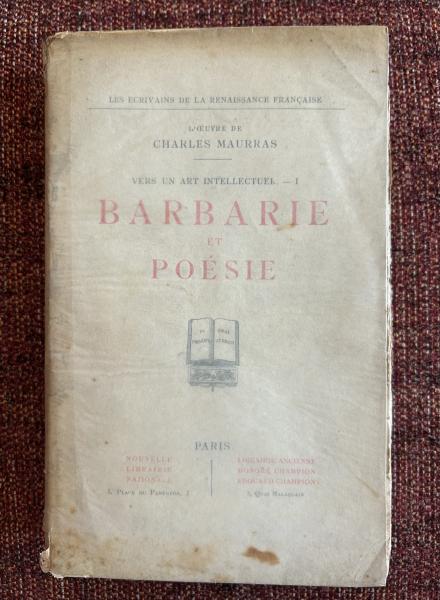 LES ÉCRIVAINS DE LA RENAISSANCE FRANÇAISE
L'ŒUVRE DE
CHARLES MAURRAS
VERS UN ART INTELLECTUEL. — I
BARBARIE
ET
POÉSIE
PARIS
NOUVELLE
LIBRAIRIE
NATIONALE
3, PLACE DU PANTHÉON, 3
LIBRAIRIE ANCIENNE
HONORÉ CHAMPION
EDOUARD CHAMPION
5, QUAI MALAQUAIS